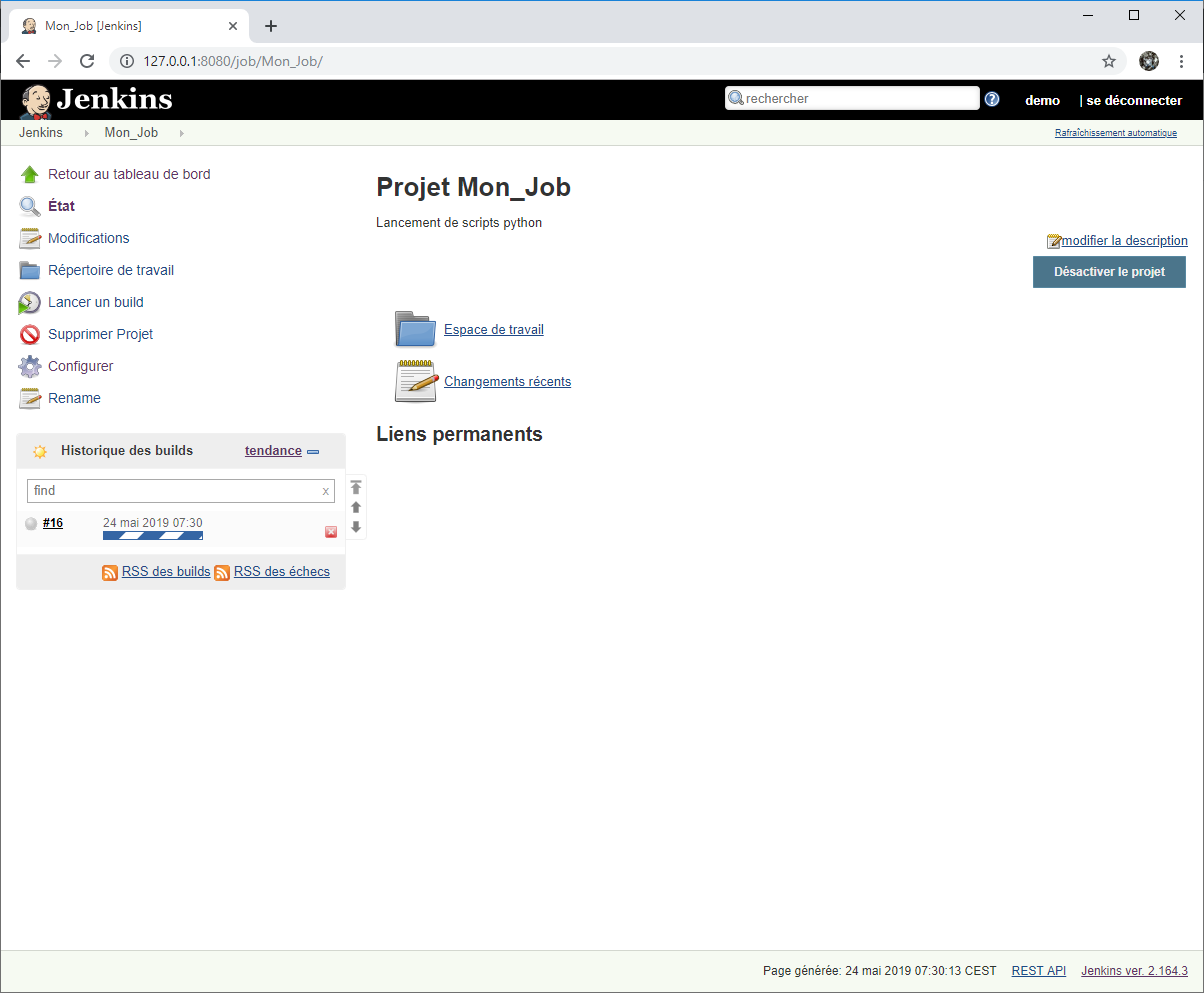 Mon_Job [Jenkins]
127.0.0.1:8080/job/Mon_Job/
Jenkins
rechercher
demo
| se déconnecter
Jenkins
Mon_Job
Rafraîchissement automatique
Retour au tableau de bord
État
Modifications
Répertoire de travail
Lancer un build
Supprimer Projet
Configurer
Rename
Historique des builds
tendance
find
x
#16
24 mai 2019 07:30
RSS des builds
RSS des échecs
Projet Mon_Job
Lancement de scripts python
modifier la description
Désactiver le projet
Espace de travail
Changements récents
Liens permanents
Page générée: 24 mai 2019 07:30:13 CEST
REST API
Jenkins ver. 2.164.3